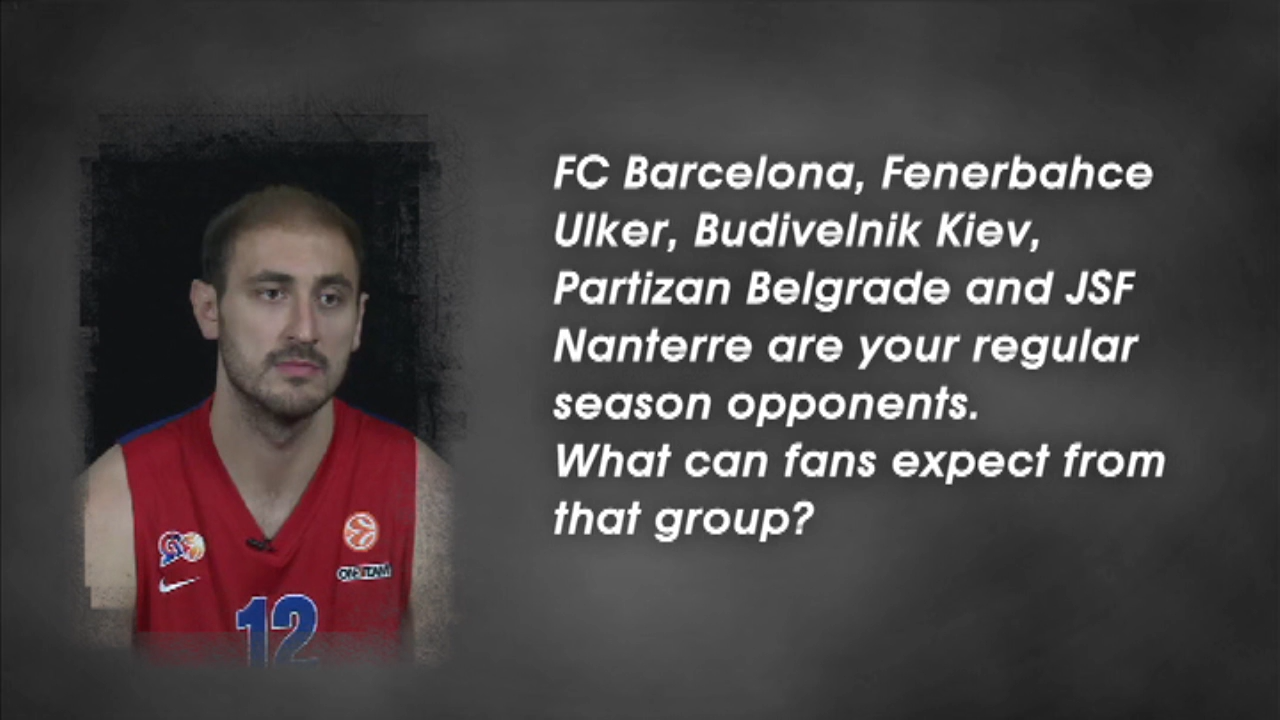 FC Barcelona, Fenerbahce
Ulker, Budivelnik Kiev,
Partizan Belgrade and JSF
Nanterre are your regular
season opponents.
What can fans expect from
that group?
12